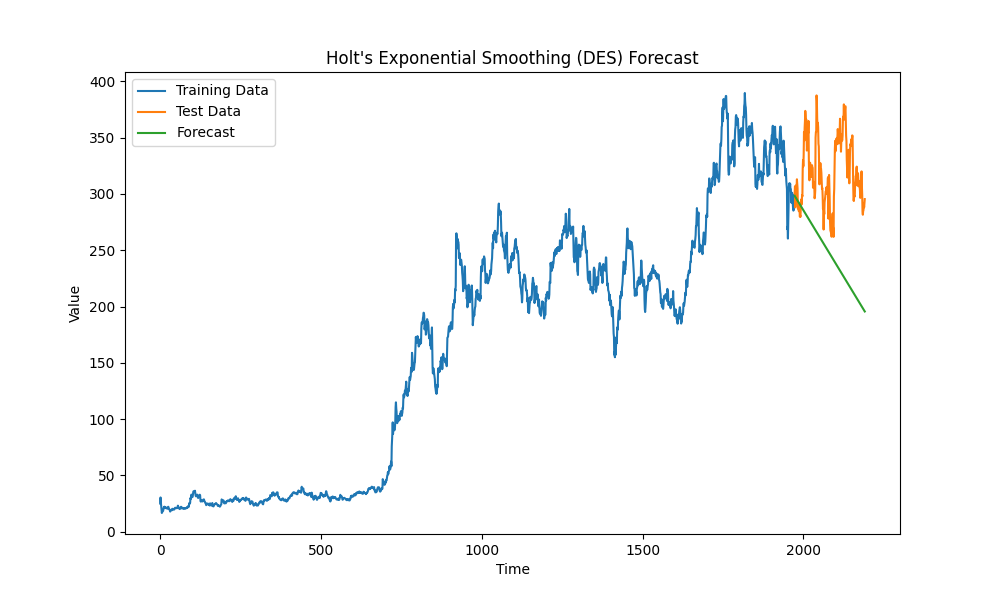 Holt's Exponential Smoothing (DES) Forecast
Training Data
Test Data
Forecast
400
350
300
250
200
150
100
50
0
Value
0 500 1000 1500 2000
Time